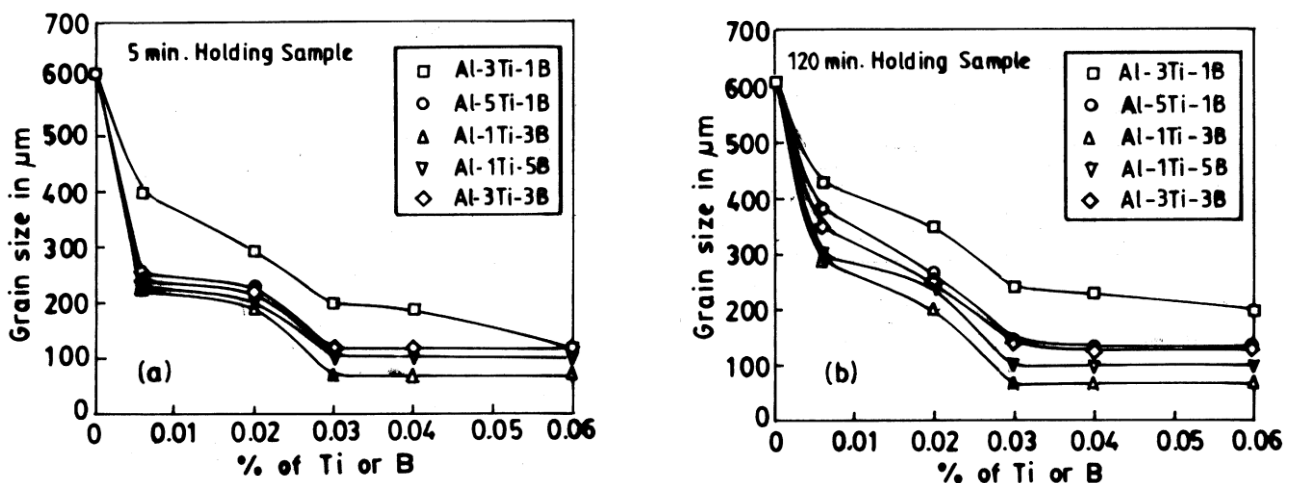 700
600
500
400
300
200
100
0
Grain size in µm
5 min. Holding Sample
Al-3Ti-1B
Al-5Ti-1B
Al-1Ti-3B
Al-1Ti-5B
Al-3Ti-3B
(a)
0 0.01 0.02 0.03 0.04 0.05 0.06
% of Ti or B
700
600
500
400
300
200
100
0
Grain size in µm
120 min. Holding Sample
Al-3Ti-1B
Al-5Ti-1B
Al-1Ti-3B
Al-1Ti-5B
Al-3Ti-3B
(b)
0 0.01 0.02 0.03 0.04 0.05 0.06
% of Ti or B